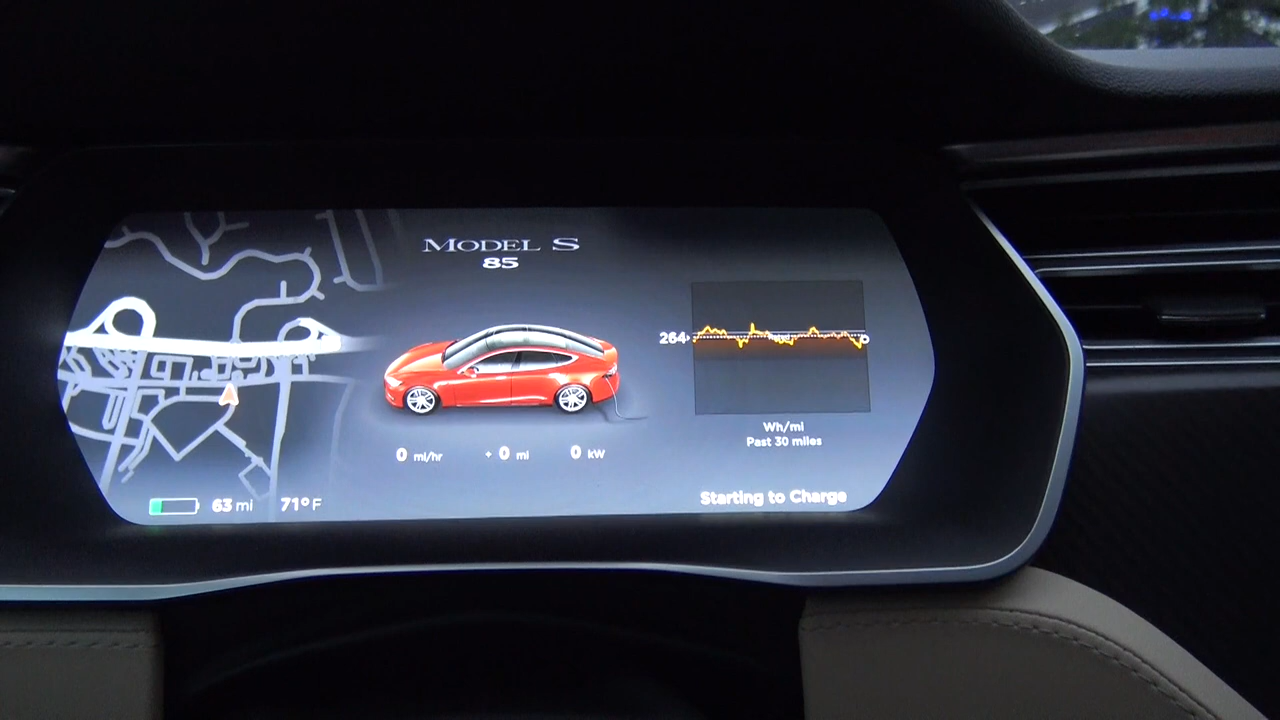 MODEL S
85
264
Wh/mi
Past 30 miles
0 mi/hr + 0 mi 0 kW
63 mi 71°F
Starting to Charge